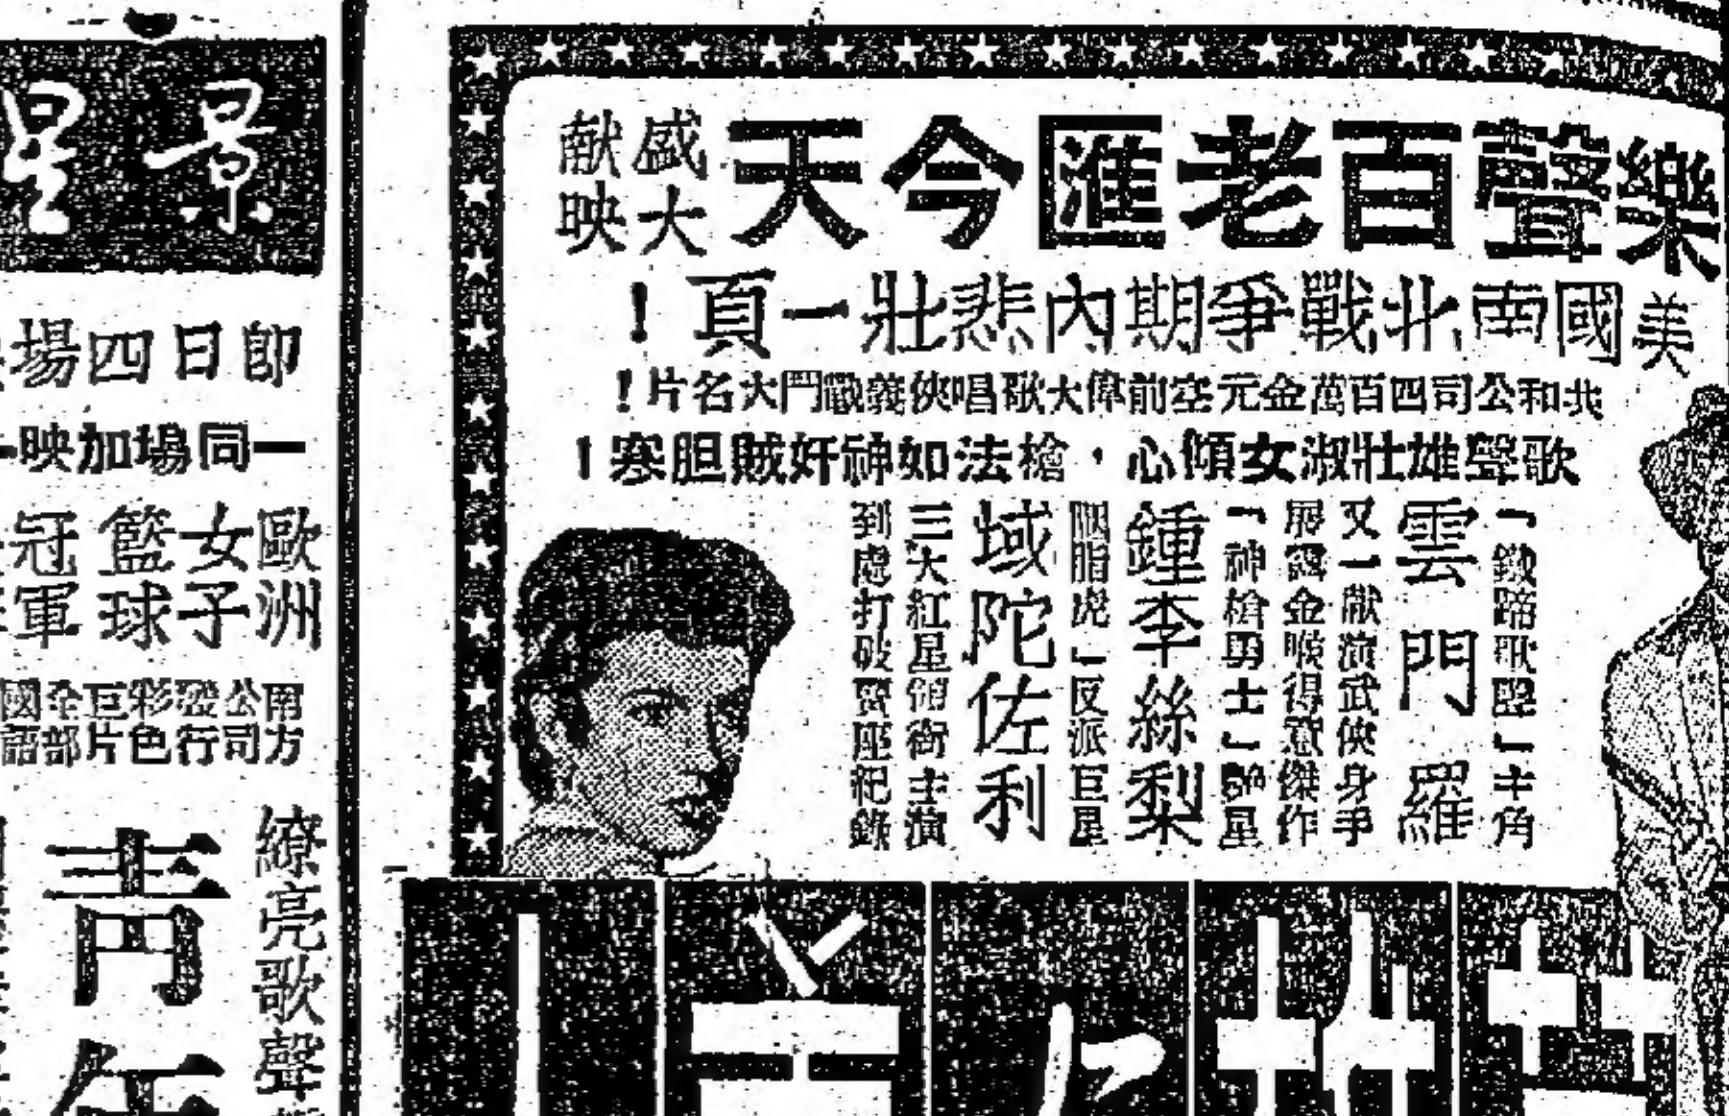 樂聲百老匯今天
盛大
献映
美國南北戰爭期內悲壯一頁！
北和公司四百萬金元空前偉大歌唱俠義戰鬥大名片！
歌聲雄壯淑女傾心，槍法如神奸賊胆寒！
「鐵蹄歌聲」主角
雲門羅
又一献演武俠身手
展露金喉得意傑作
「神槍勇士」艷星
鍾李絲梨
胭脂虎」反派巨星
域陀佐利
三大紅星領銜主演
到處打破賣座紀錄
景星
即日四場
一同場加映
歐洲
女子
籃球
冠軍
南方
公司
發行
彩色
巨片
全部
國語
嘹亮歌聲
青年